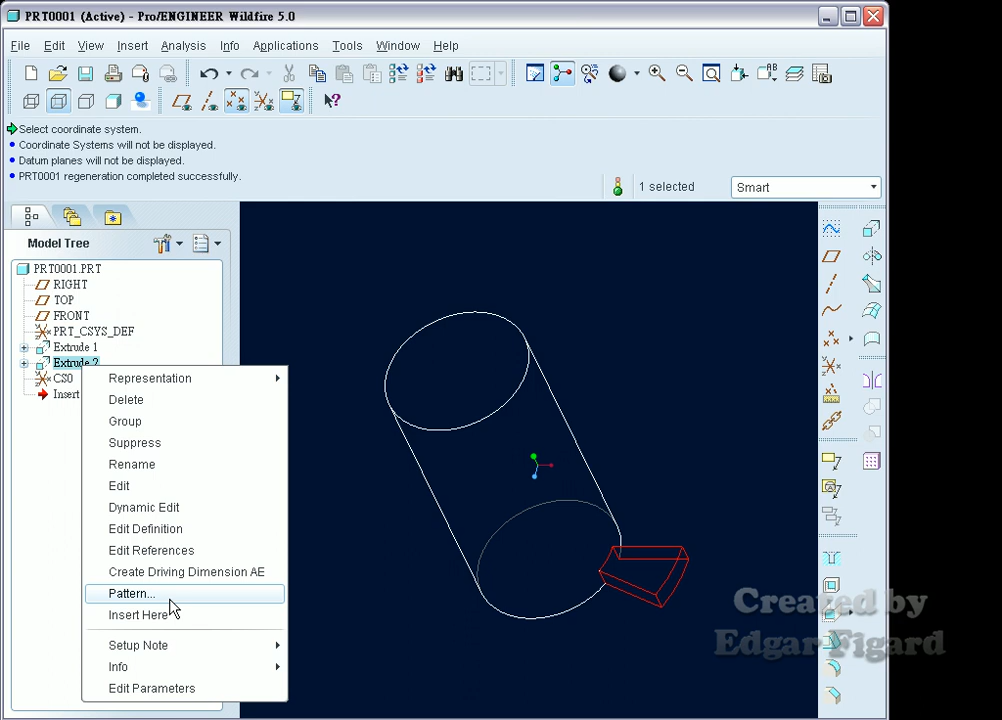 PRT0001 (Active) - Pro/ENGINEER Wildfire 5.0
File Edit View Insert Analysis Info Applications Tools Window Help
Select coordinate system.
Coordinate Systems will not be displayed.
Datum planes will not be displayed.
PRT0001 regeneration completed successfully.
1 selected
Smart
Model Tree
PRT0001.PRT
RIGHT
TOP
FRONT
PRT_CSYS_DEF
Extrude 1
Extrude 2
CS0
Insert
Representation
Delete
Group
Suppress
Rename
Edit
Dynamic Edit
Edit Definition
Edit References
Create Driving Dimension AE
Pattern...
Insert Here
Setup Note
Info
Edit Parameters
Created by
Edgar Figard